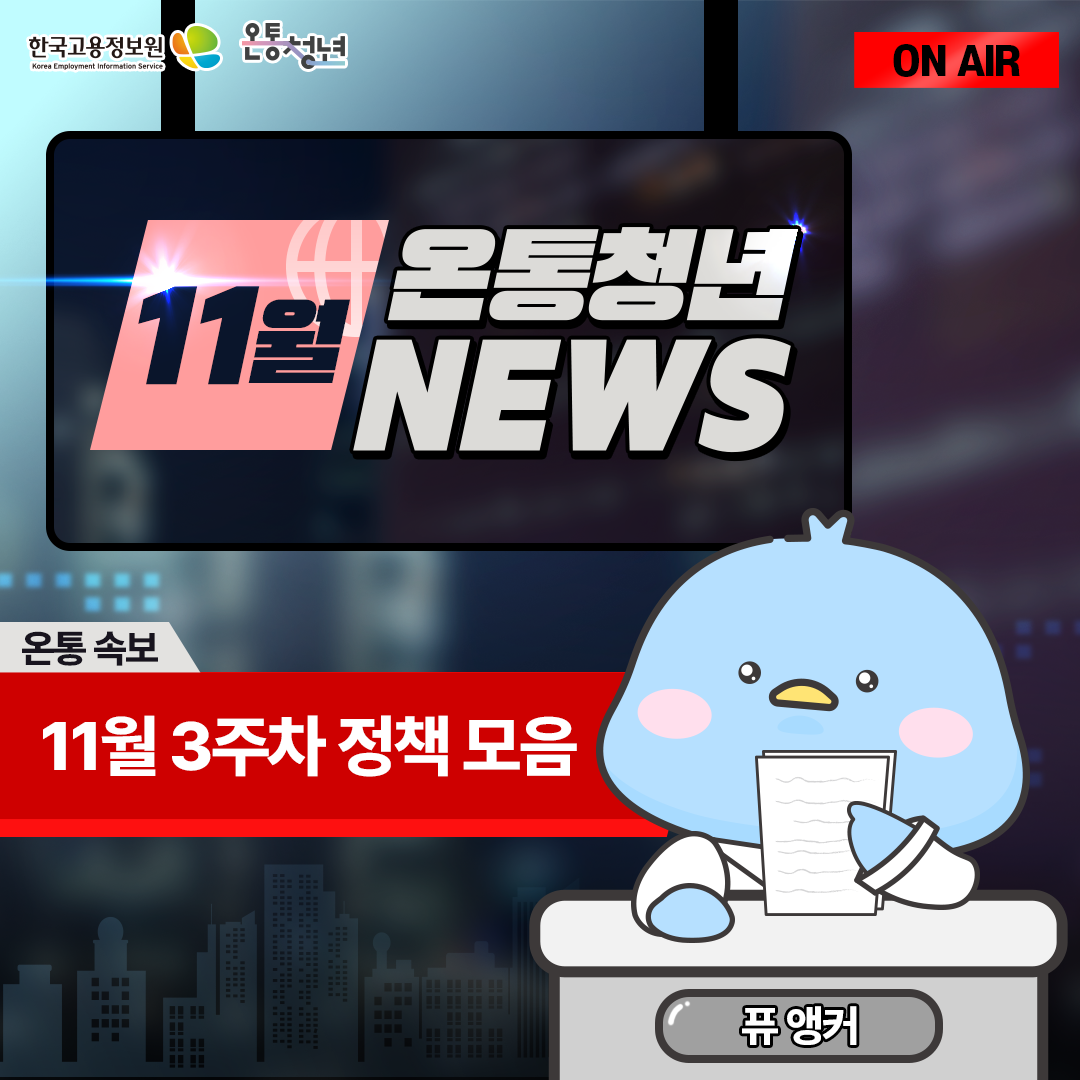 한국고용정보원
Korea Employment Information Service
온통청년
ON AIR
11월
온통청년
NEWS
온통 속보
11월 3주차 정책 모음
퓨 앵커